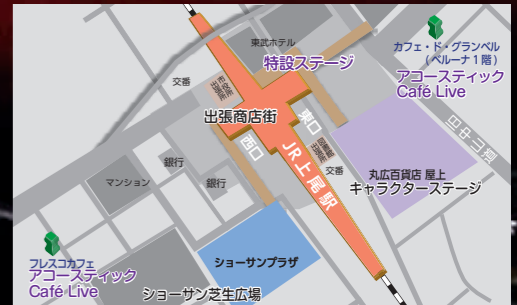 東武ホテル
特設ステージ
カフェ・ド・グランベル
(ベルーナ1階)
アコースティック
Café Live
交番
出張商店街
東口
西口
JR上尾駅
旧中山道
交番
丸広百貨店 屋上
キャラクターステージ
銀行
銀行
マンション
ショーサンプラザ
フレスコカフェ
アコースティック
Café Live
ショーサン芝生広場